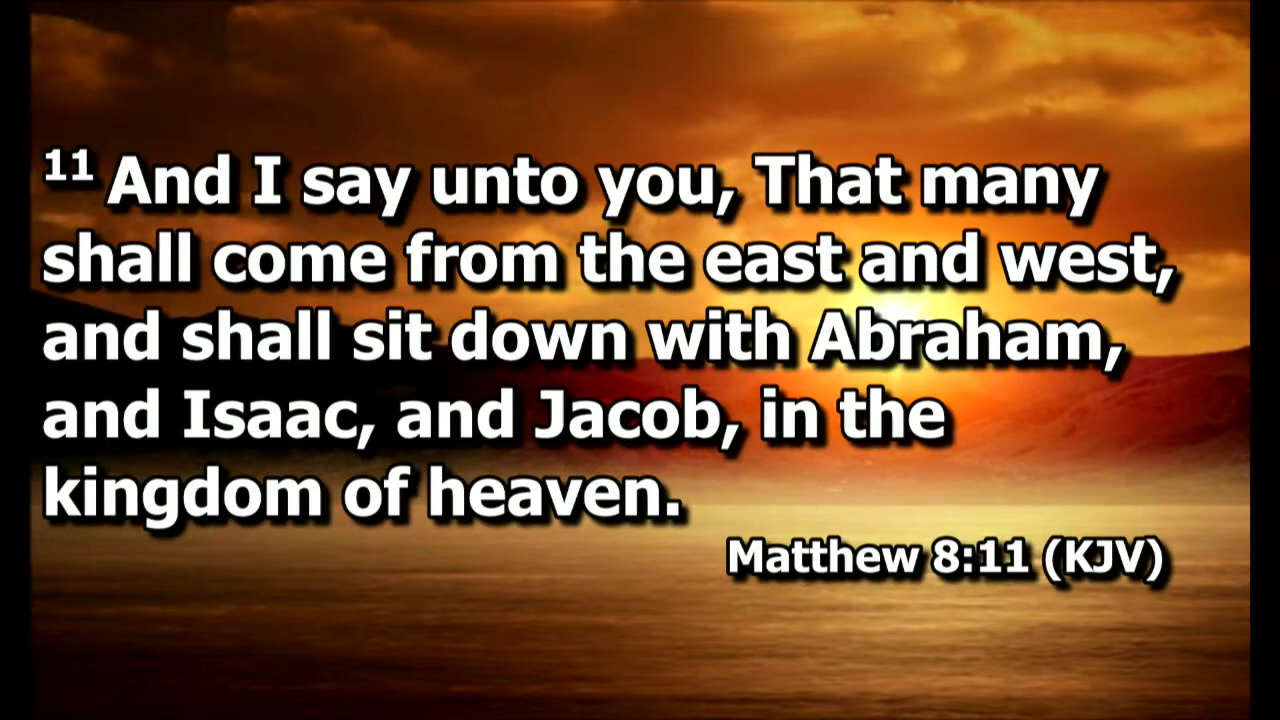 11 And I say unto you, That many
shall come from the east and west,
and shall sit down with Abraham,
and Isaac, and Jacob, in the
kingdom of heaven.
Matthew 8:11 (KJV)